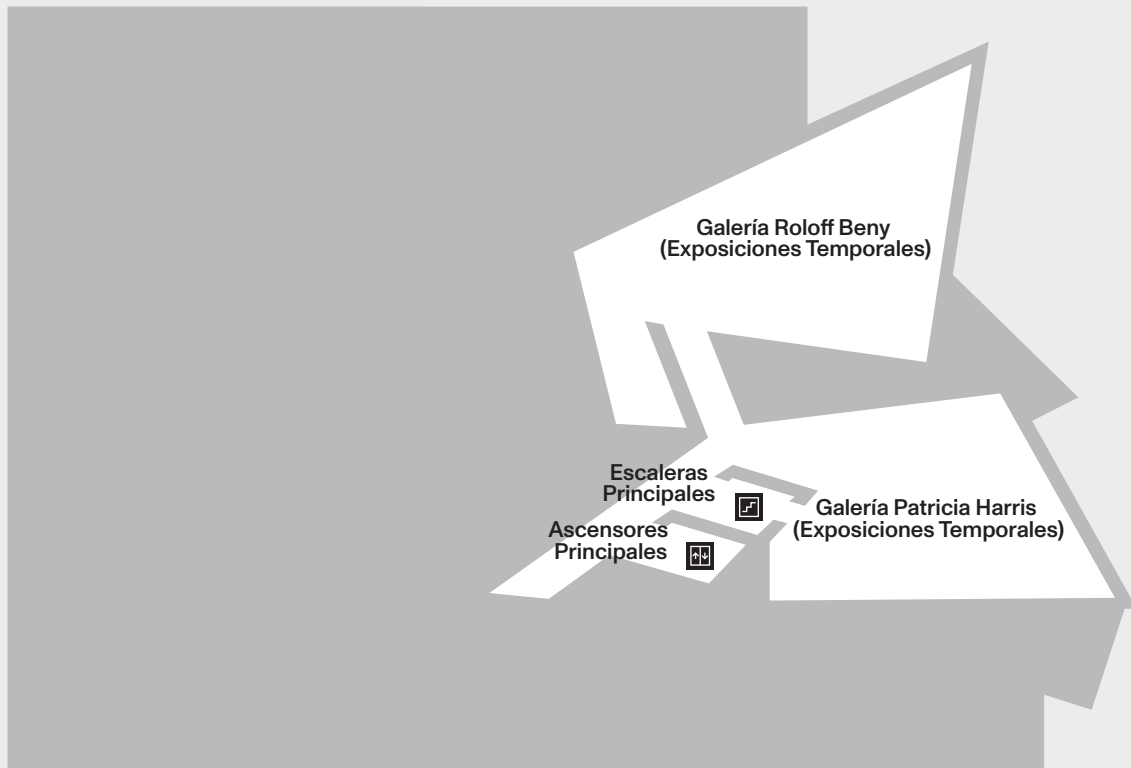 Galería Roloff Beny
(Exposiciones Temporales)
Escaleras
Principales
Galería Patricia Harris
(Exposiciones Temporales)
Ascensores
Principales